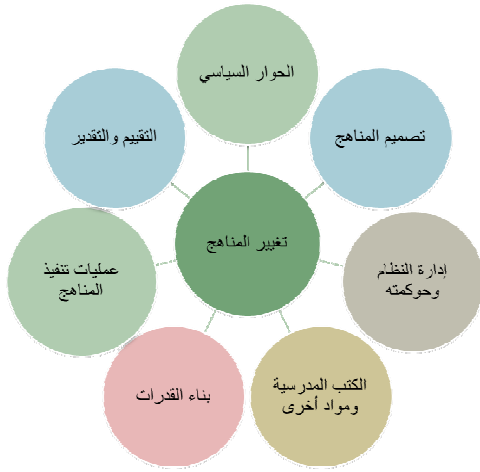 الحوار السياسي
تصميم المناهج
إدارة النظام
وحوكمته
الكتب المدرسية
ومواد أخرى
بناء القدرات
عمليات تنفيذ
المناهج
التقييم والتقدير
تغيير المناهج